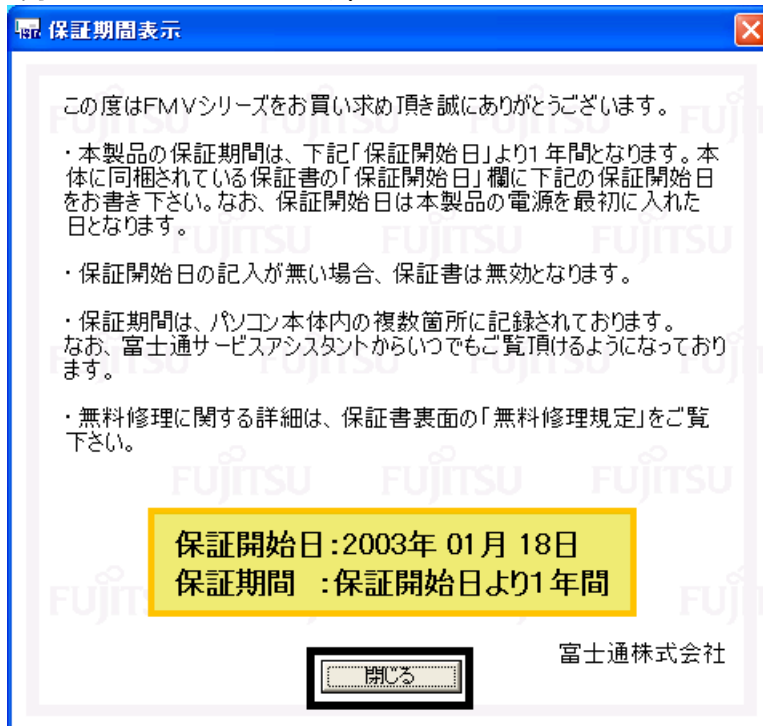 保証期間表示
この度はFMVシリーズをお買い求め頂き誠にありがとうございます。
・本製品の保証期間は、下記「保証開始日」より1年間となります。本
体に同梱されている保証書の「保証開始日」欄に下記の保証開始日
をお書き下さい。なお、保証開始日は本製品の電源を最初に入れた
日となります。
・保証開始日の記入が無い場合、保証書は無効となります。
・保証期間は、パソコン本体内の複数箇所に記録されております。
なお、富士通サービスアシスタントからいつでもご覧頂けるようになっており
ます。
・無料修理に関する詳細は、保証書裏面の「無料修理規定」をご覧
下さい。
FUJITSU FUJITSU FUJITSU
保証開始日:2003年 01月 18日
保証期間 :保証開始日より1年間
富士通株式会社
閉じる